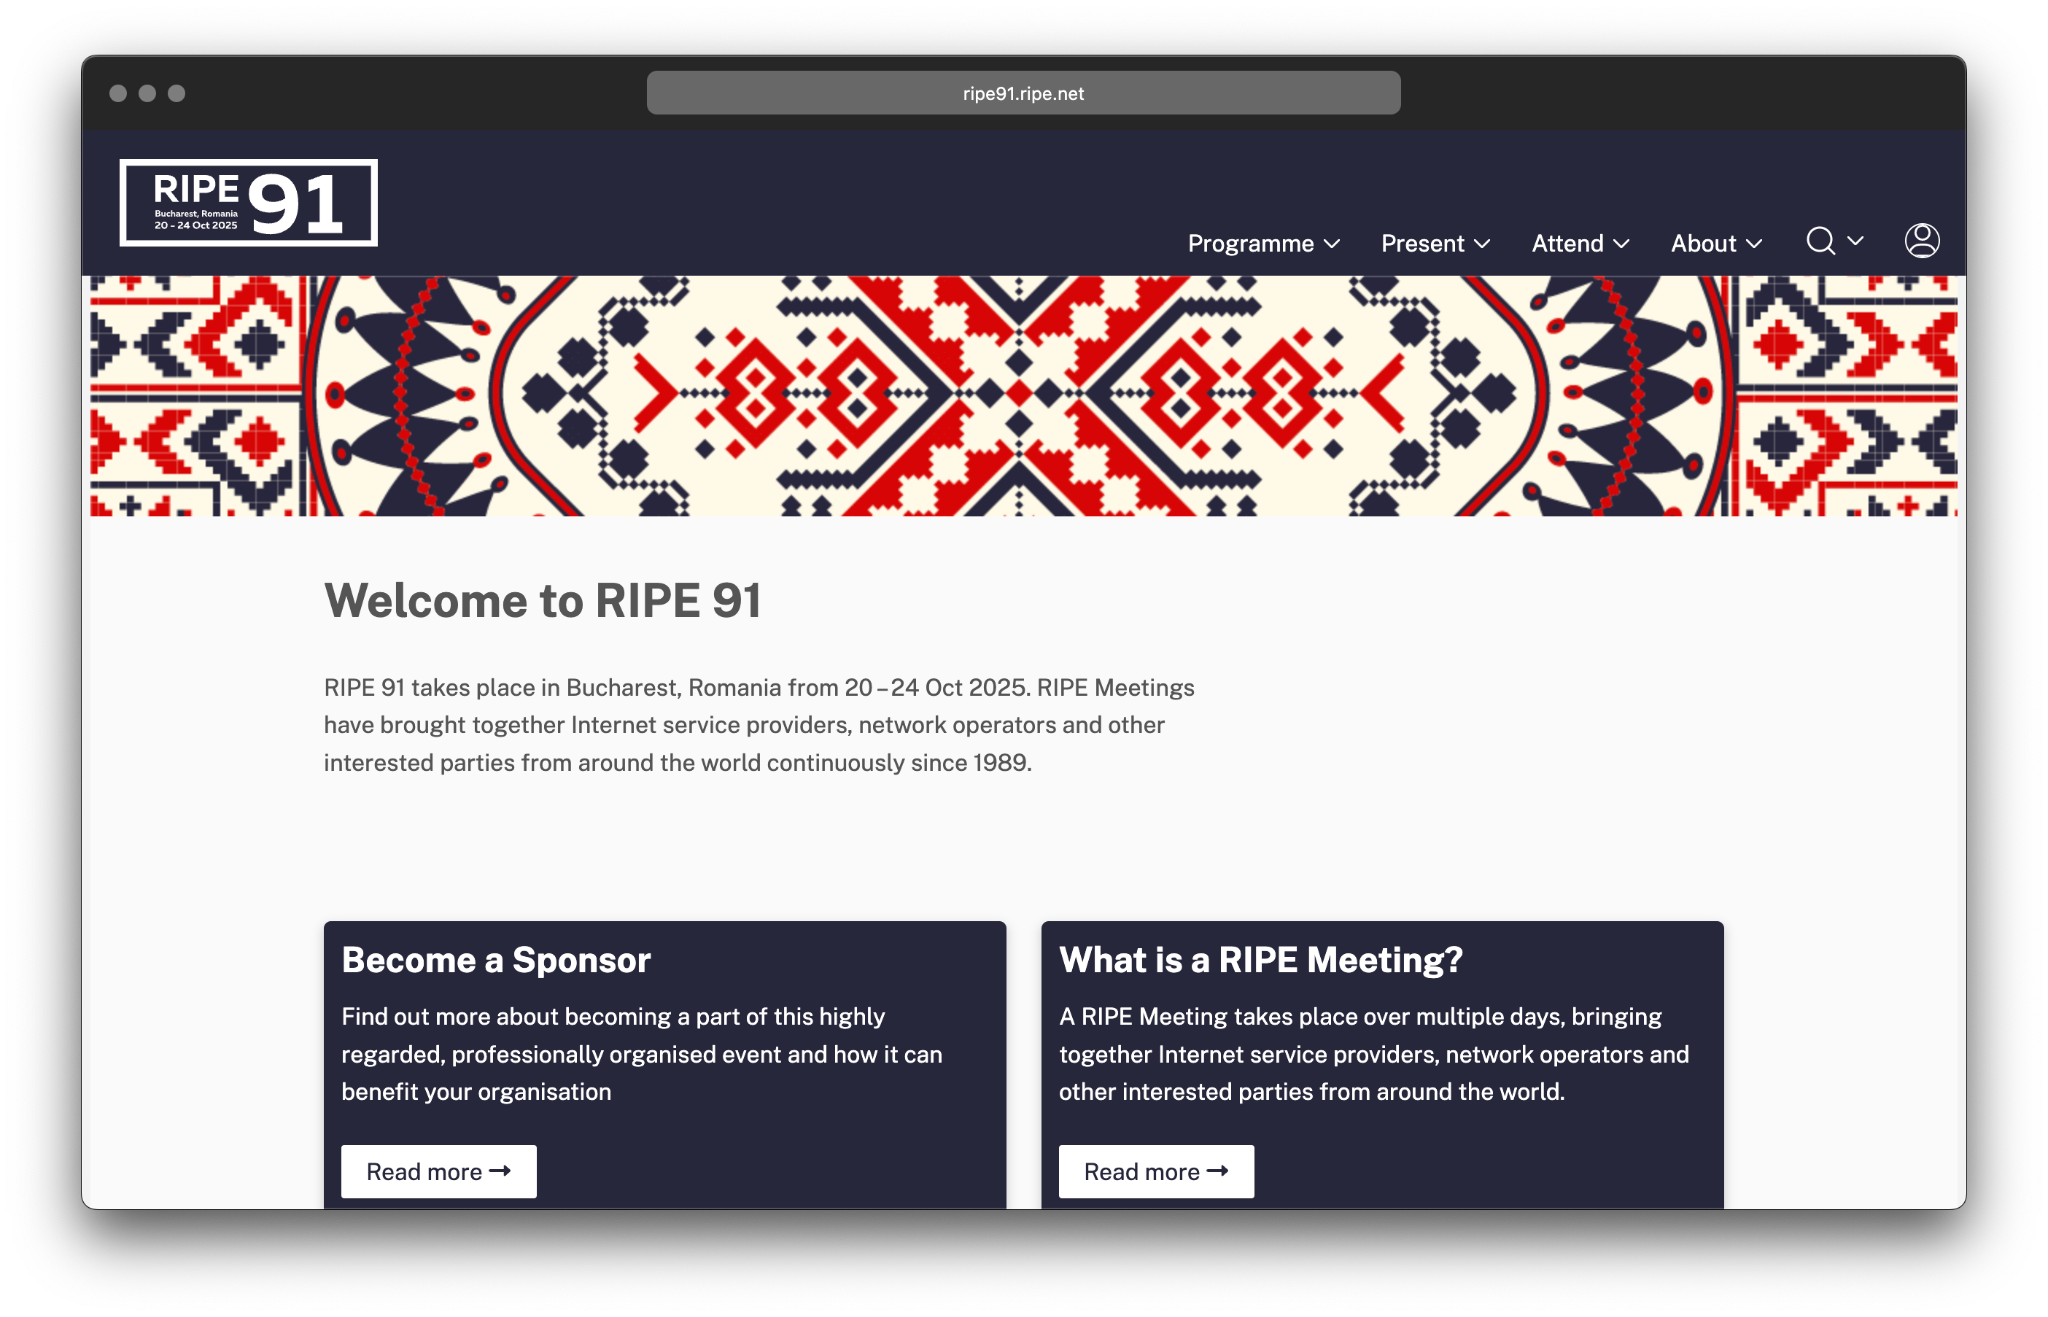 ripe91.ripe.net
RIPE 91
Bucharest, Romania
20 - 24 Oct 2025
Programme Present Attend About
Welcome to RIPE 91
RIPE 91 takes place in Bucharest, Romania from 20 – 24 Oct 2025. RIPE Meetings
have brought together Internet service providers, network operators and other
interested parties from around the world continuously since 1989.
Become a Sponsor
Find out more about becoming a part of this highly
regarded, professionally organised event and how it can
benefit your organisation
Read more →
What is a RIPE Meeting?
A RIPE Meeting takes place over multiple days, bringing
together Internet service providers, network operators and
other interested parties from around the world.
Read more →